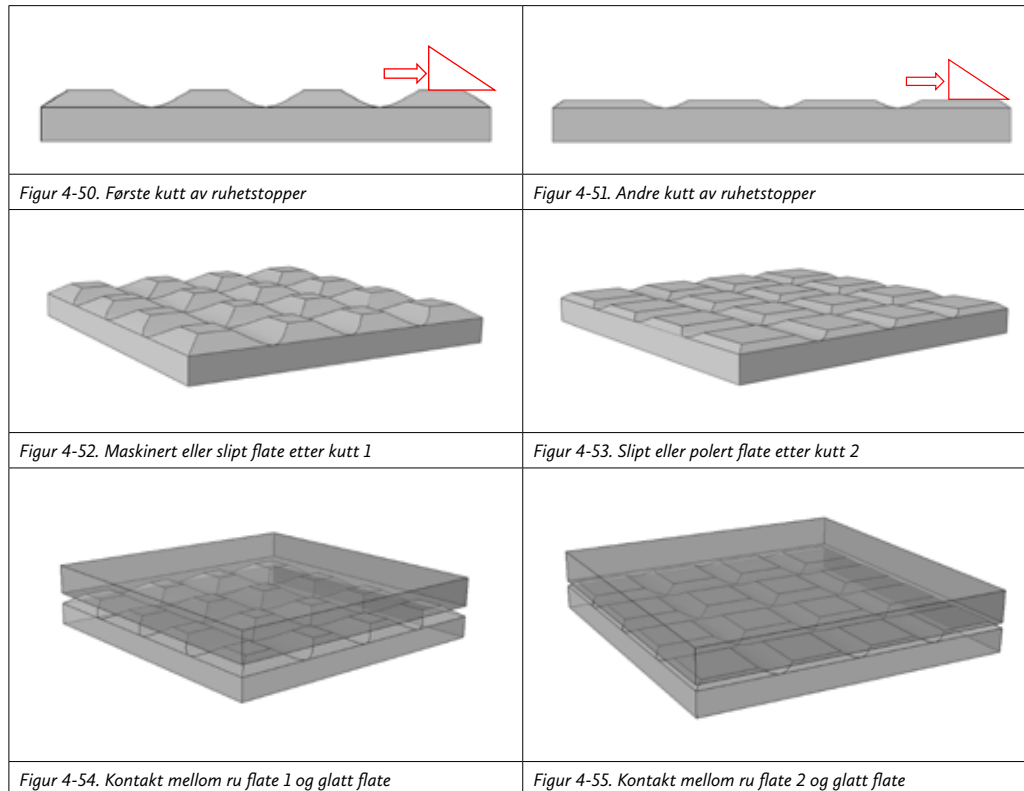 Figur 4-50. Første kutt av ruhetstopper
Figur 4-51. Andre kutt av ruhetstopper
Figur 4-52. Maskinert eller slipt flate etter kutt 1
Figur 4-53. Slipt eller polert flate etter kutt 2
Figur 4-54. Kontakt mellom ru flate 1 og glatt flate
Figur 4-55. Kontakt mellom ru flate 2 og glatt flate